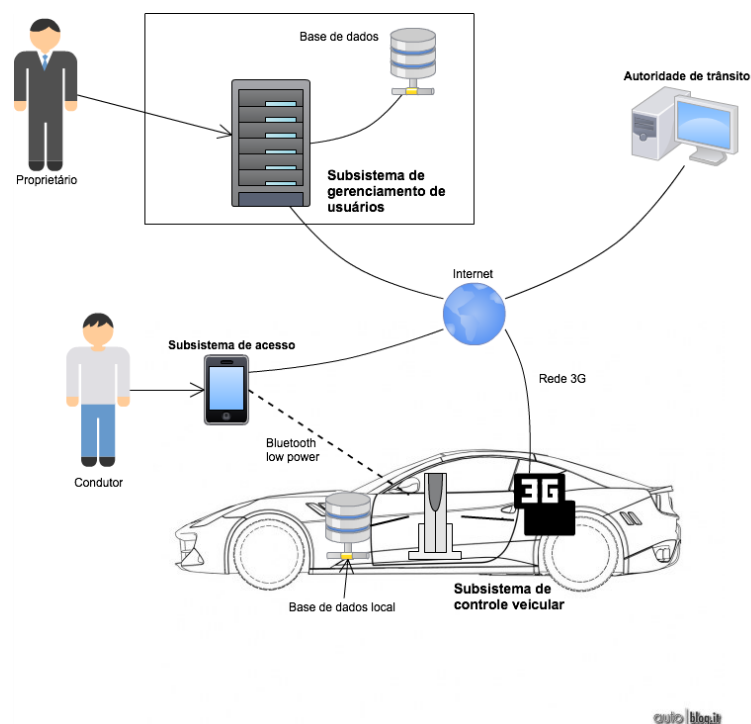 Base de dados
Autoridade de trânsito
Proprietário
Subsistema de
gerenciamento de
usuários
Internet
Subsistema de acesso
Rede 3G
Bluetooth
low power
Condutor
3G
Subsistema de
controle veicular
Base de dados local
auto blog.it